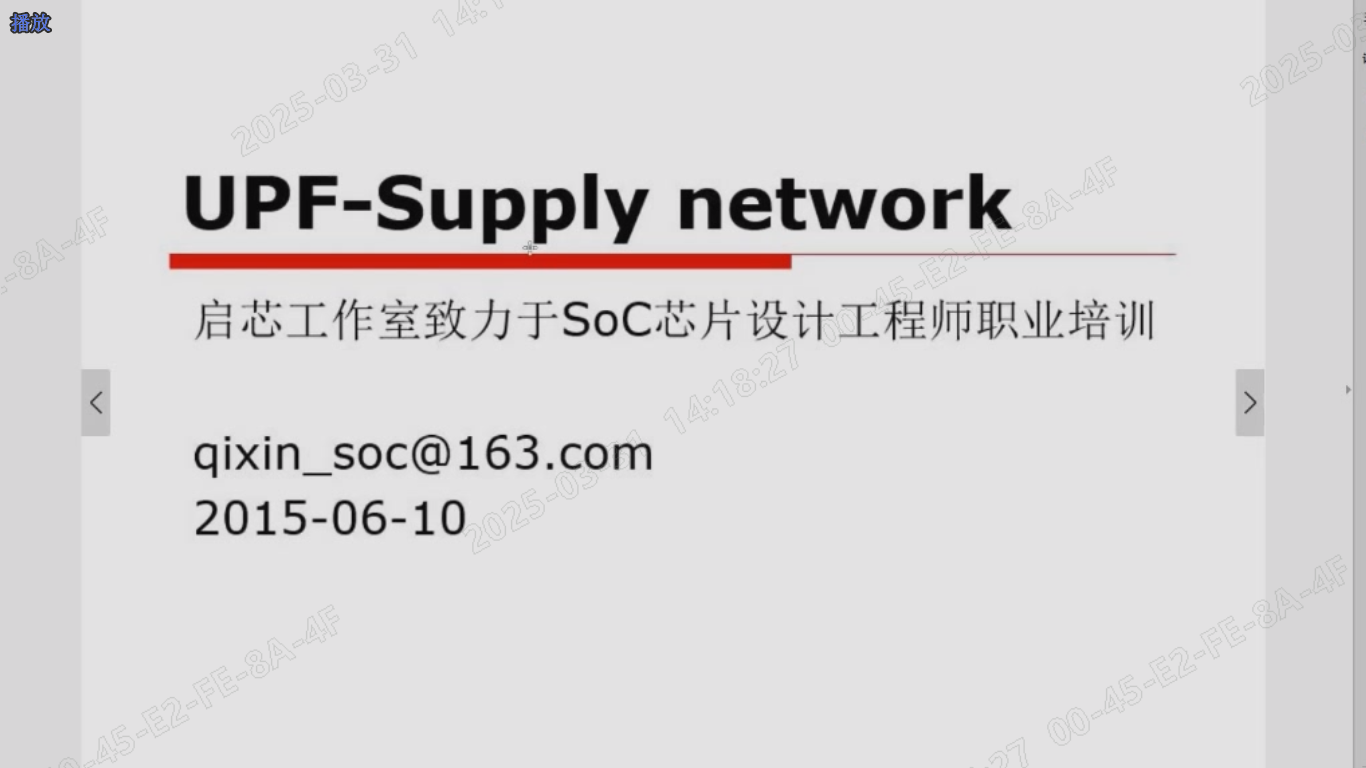 播放
2025-03-31 14:1
2025-03
UPF-Supply network
-8A-4F
00-45-E2-FE-8A-4F
启芯工作室致力于SoC芯片设计工程师职业培训
2025-03-31 14:18:27
qixin_soc@163.com
2015-06-10
0-45-E2-FE-8A-4F
:27 00-45-E2-FE-8A-4F